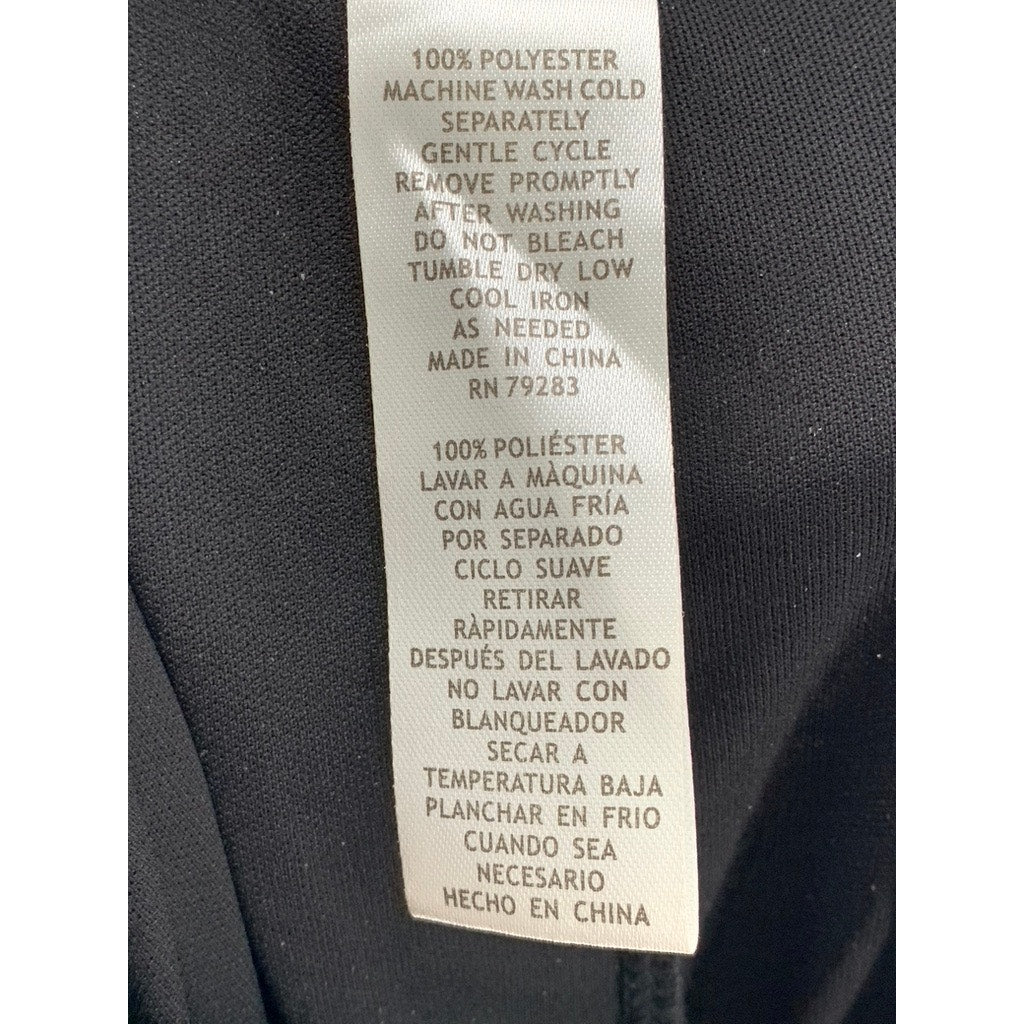 100% POLYESTER
MACHINE WASH COLD
SEPARATELY
GENTLE CYCLE
REMOVE PROMPTLY
AFTER WASHING
DO NOT BLEACH
TUMBLE DRY LOW
COOL IRON
AS NEEDED
MADE IN CHINA
RN 79283
100% POLIÉSTER
LAVAR A MÀQUINA
CON AGUA FRÍA
POR SEPARADO
CICLO SUAVE
RETIRAR
RÀPIDAMENTE
DESPUÉS DEL LAVADO
NO LAVAR CON
BLANQUEADOR
SECAR A
TEMPERATURA BAJA
PLANCHAR EN FRIO
CUANDO SEA
NECESARIO
HECHO EN CHINA